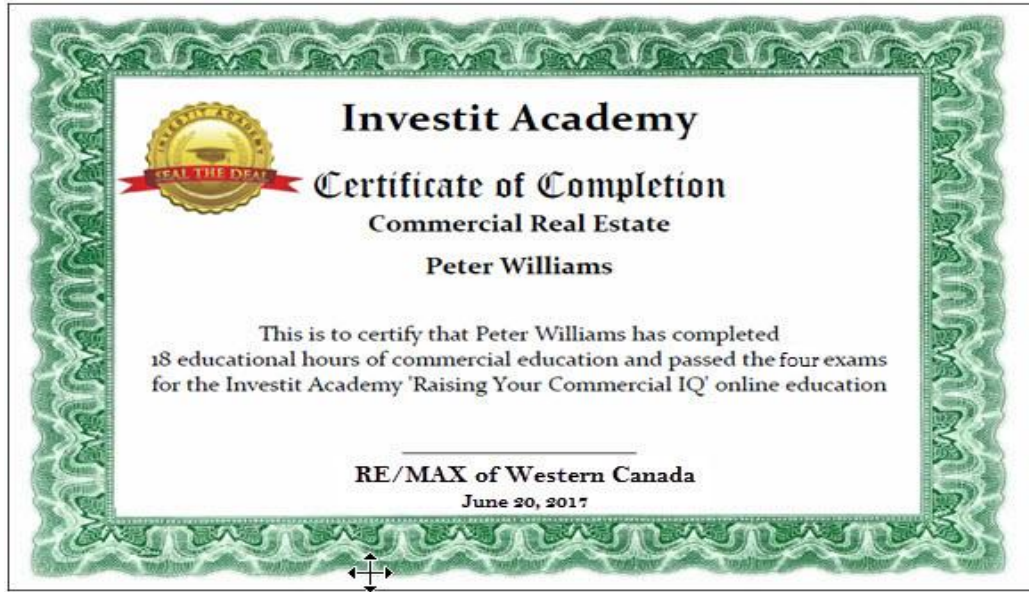 INVESTIT ACADEMY
SEAL THE DEAL
Investit Academy
Certificate of Completion
Commercial Real Estate
Peter Williams
This is to certify that Peter Williams has completed
18 educational hours of commercial education and passed the four exams
for the Investit Academy 'Raising Your Commercial IQ' online education
RE/MAX of Western Canada
June 20, 2017